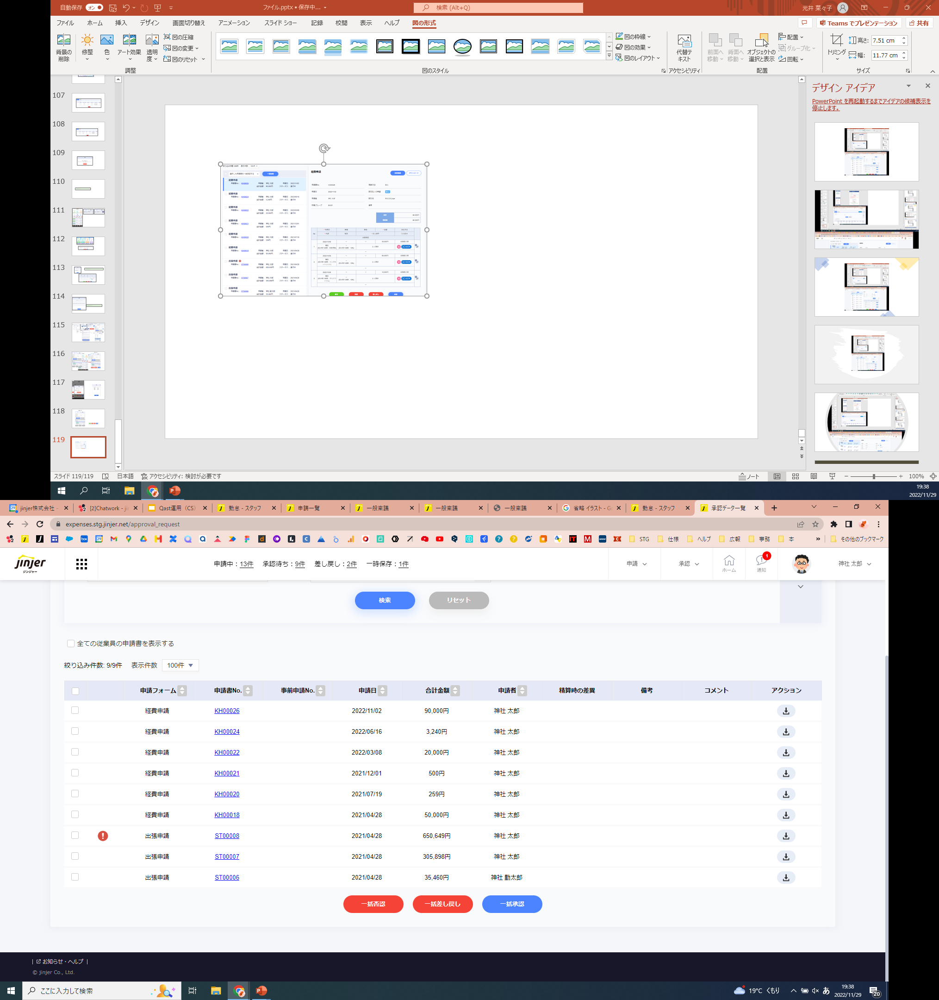 自動保存 オン ファイル.pptx • 保存中... 検索 (Alt+Q) 元井 菜々子
ファイル ホーム 挿入 デザイン 画面切り替え アニメーション スライド ショー 記録 校閲 表示 ヘルプ 図の形式 Teams でプレゼンテーション 共有
背景の削除 修整 色 アート効果 透明度 図の圧縮 図の変更 図のリセット
図の枠線 図の効果 図のレイアウト 代替テキスト
前面へ移動 背面へ移動 オブジェクトの選択と表示 配置 グループ化 回転
トリミング 高さ: 7.51 cm 幅: 11.77 cm
調整 図のスタイル アクセシビリティ 配置 サイズ
107
108
109
110
111
112
113
114
115
116
117
118
119
経費申請
デザイン アイデア
PowerPoint を再起動するまでアイデアの候補表示を停止します。
スライド 119/119 日本語 アクセシビリティ: 検討が必要です ノート 100%
19:38
2022/11/29
jinjer株式会社 - [2]Chatwork - jin Qast運用（CS） 勤怠 - スタッフ 申請一覧 一般稟議 一般稟議 一般稟議 省略 イラスト - Go 勤怠 - スタッフ 承認データ一覧
expenses.stg.jinjer.net/approval_request
STG 仕様 ヘルプ 広報 事務 本 » その他のブックマーク
jinjer ジンジャー 申請中：13件 承認待ち：9件 差し戻し：2件 一時保存：1件 申請 承認 ホーム 通知 1 神社 太郎
検索 リセット
全ての従業員の申請書を表示する
絞り込み件数: 9/9件 表示件数 100件
申請フォーム 申請書No. 事前申請No. 申請日 合計金額 申請者 精算時の差異 備考 コメント アクション
経費申請 KH00026 2022/11/02 90,000円 神社 太郎
経費申請 KH00024 2022/06/16 3,240円 神社 太郎
経費申請 KH00022 2022/03/08 20,000円 神社 太郎
経費申請 KH00021 2021/12/01 500円 神社 太郎
経費申請 KH00020 2021/07/19 259円 神社 太郎
経費申請 KH00018 2021/04/28 50,000円 神社 太郎
出張申請 ST00008 2021/04/28 650,649円 神社 太郎
出張申請 ST00007 2021/04/28 305,898円 神社 太郎
出張申請 ST00006 2021/04/28 35,460円 神社 勤太郎
一括否認 一括差し戻し 一括承認
| お知らせ・ヘルプ |
© jinjer Co., Ltd.
ここに入力して検索 19°C くもり あ 19:38
2022/11/29 20